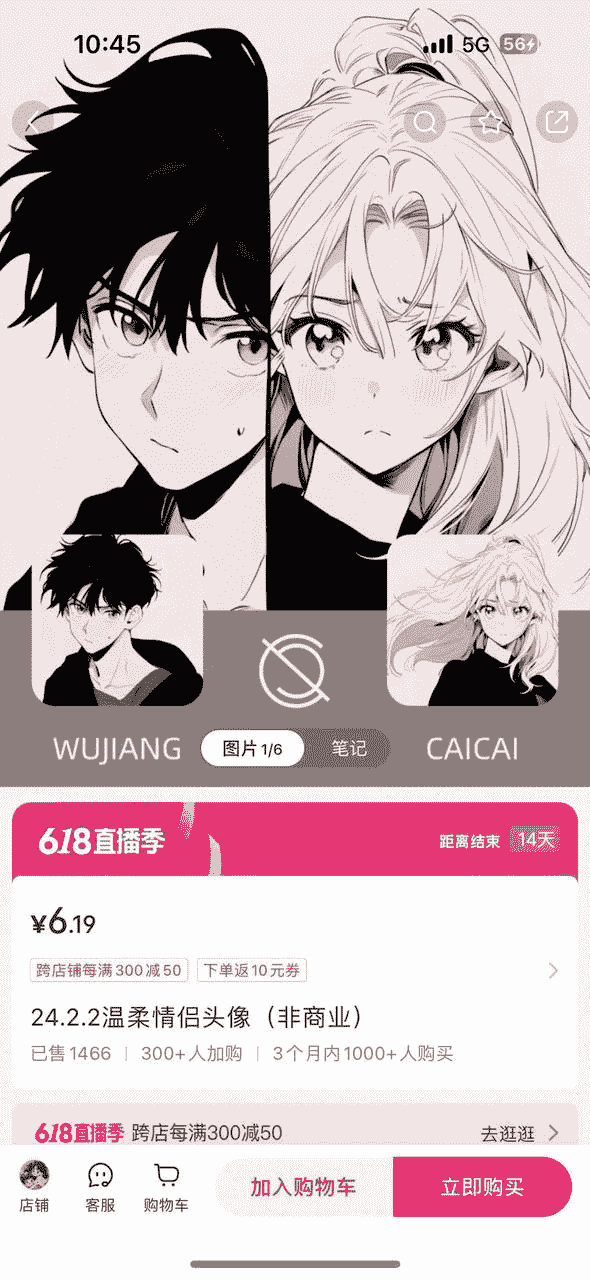 10:45
5G 56
WUJIANG
图片1/6
笔记
CAICAI
618直播季
距离结束 14天
¥6.19
跨店铺每满300减50
下单返10元券
24.2.2温柔情侣头像（非商业）
已售1466 | 300+人加购 | 3个月内1000+人购买
618直播季 跨店每满300减50
去逛逛
店铺
客服
购物车
加入购物车
立即购买